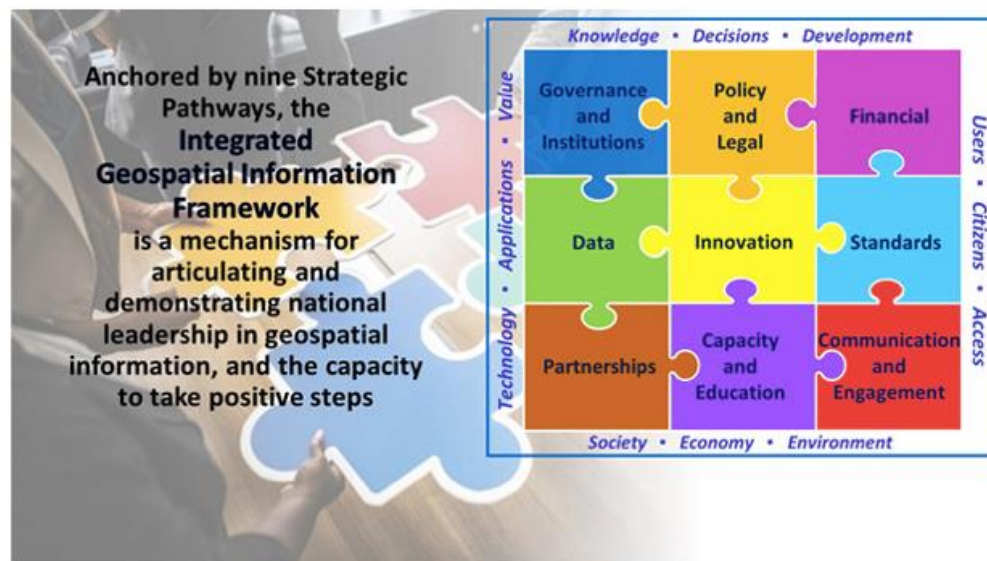 Anchored by nine Strategic
Pathways, the
Integrated
Geospatial Information
Framework
is a mechanism for
articulating and
demonstrating national
leadership in geospatial
information, and the capacity
to take positive steps
Knowledge • Decisions • Development
Technology • Applications • Value
Governance
and
Institutions
Policy
and
Legal
Financial
Data
Innovation
Standards
Partnerships
Capacity
and
Education
Communication
and
Engagement
Users • Citizens • Access
Society • Economy • Environment